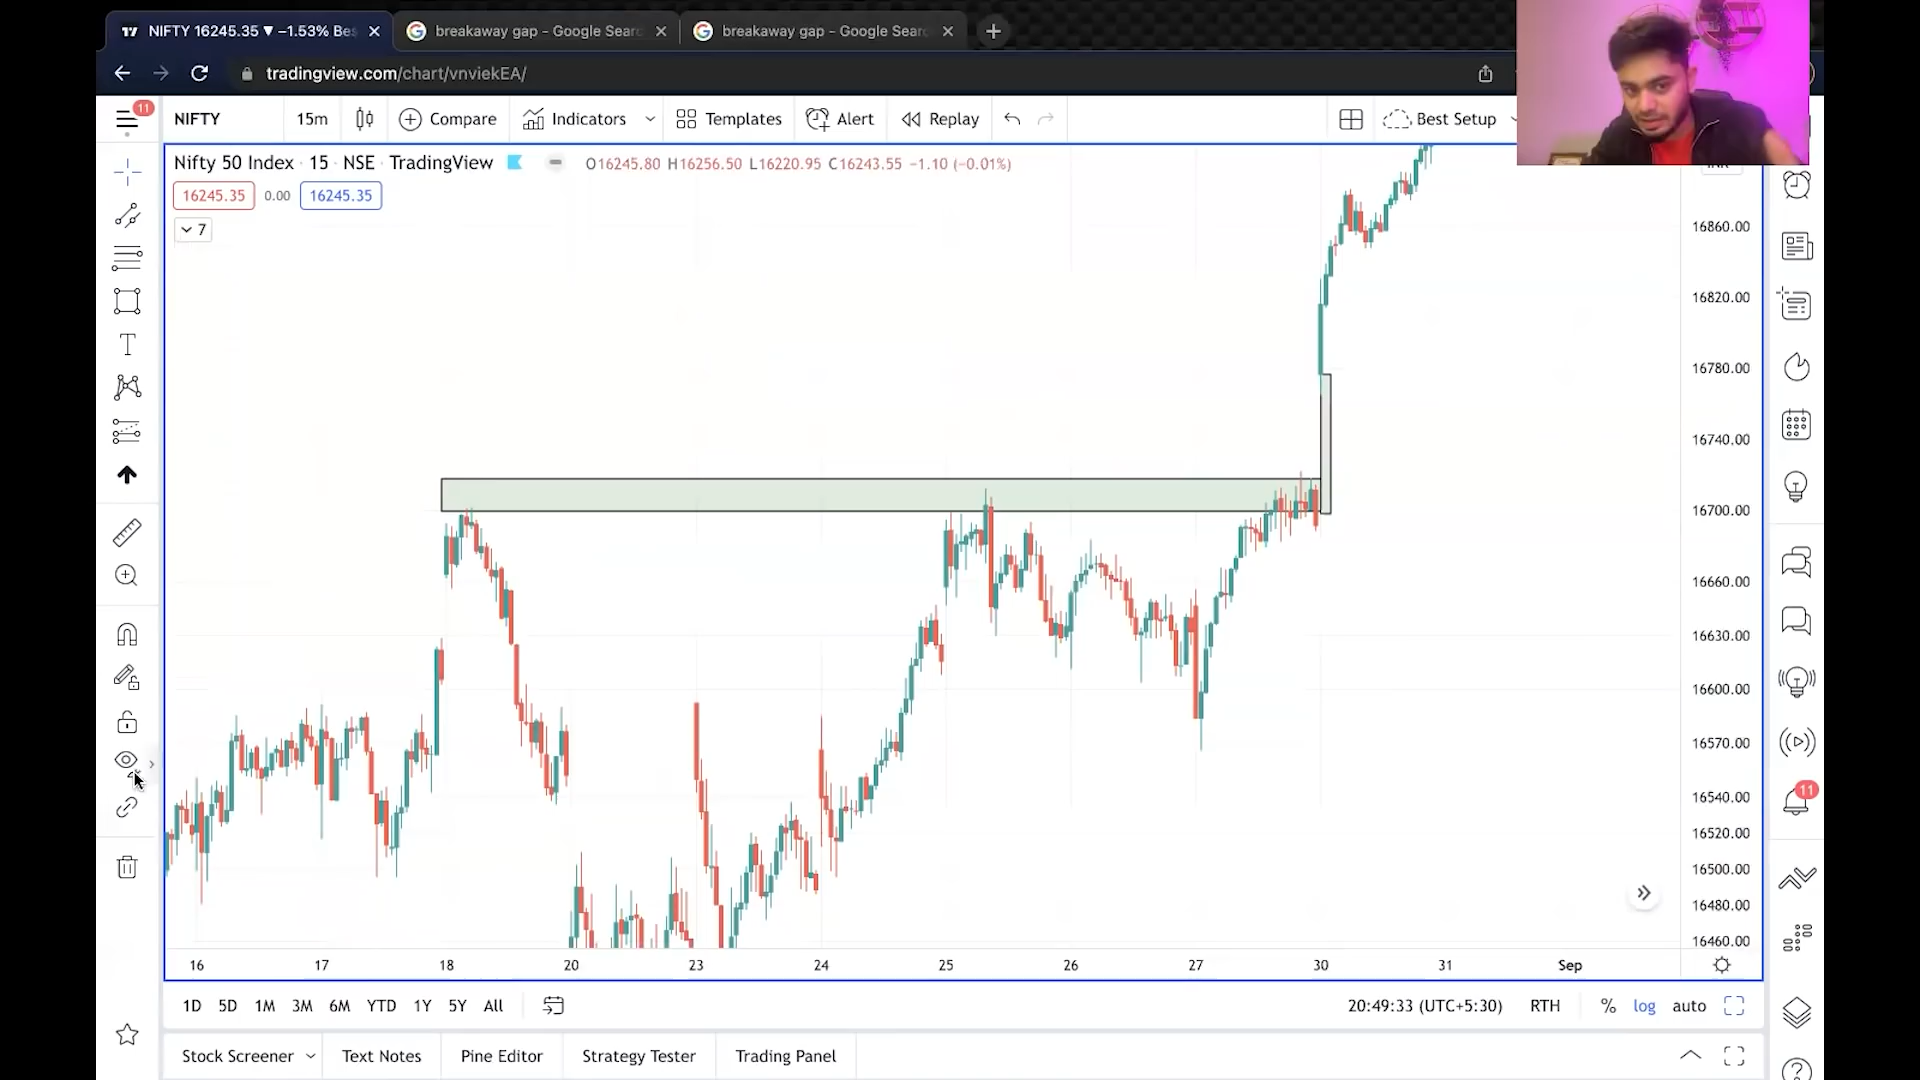 NIFTY 16245.35 ▼ −1.53% Bes
breakaway gap - Google Sear
breakaway gap - Google Sear
tradingview.com/chart/vnviekEA/
11
NIFTY
15m
Compare
Indicators
Templates
Alert
Replay
Best Setup
Nifty 50 Index · 15 · NSE · TradingView
O16245.80 H16256.50 L16220.95 C16243.55 −1.10 (−0.01%)
16245.35
0.00
16245.35
7
16860.00
16820.00
16780.00
16740.00
16700.00
16660.00
16630.00
16600.00
16570.00
16540.00
16520.00
16500.00
16480.00
16460.00
11
16 17 18 20 23 24 25 26 27 30 31 Sep
1D 5D 1M 3M 6M YTD 1Y 5Y All
20:49:33 (UTC+5:30) RTH % log auto
Stock Screener
Text Notes
Pine Editor
Strategy Tester
Trading Panel